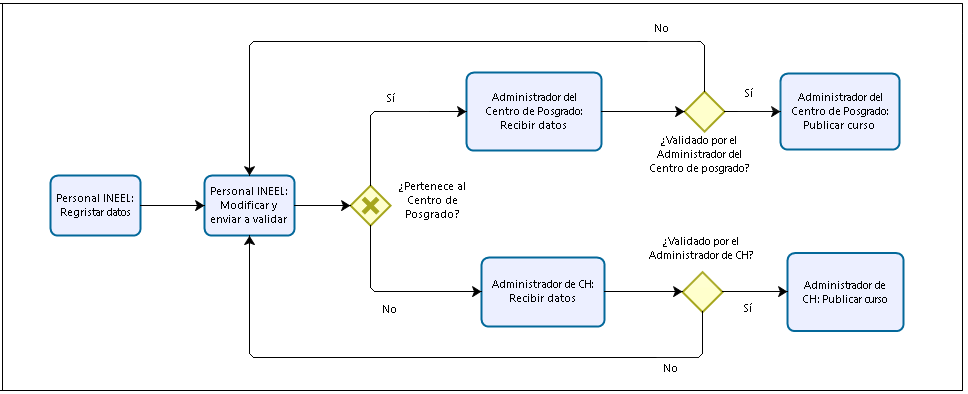 No
Sí
Administrador del
Centro de Posgrado:
Recibir datos
Sí
Administrador del
Centro de Posgrado:
Publicar curso
¿Validado por el
Administrador del
Centro de posgrado?
Personal INEEL:
Regristar datos
Personal INEEL:
Modificar y
enviar a validar
¿Pertenece al
Centro de
Posgrado?
¿Validado por el
Administrador de CH?
Administrador de CH:
Recibir datos
Administrador de
CH: Publicar curso
No
Sí
No